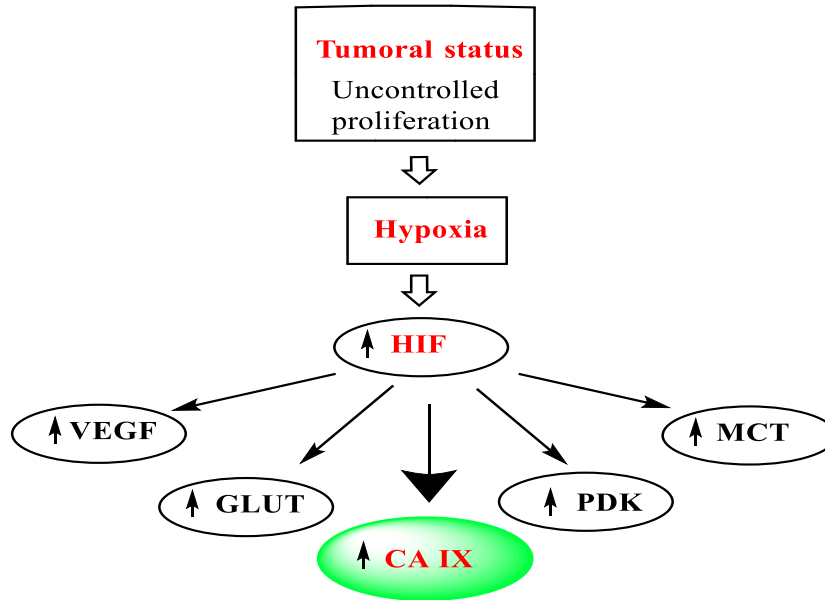 Tumoral status
Uncontrolled
proliferation
Hypoxia
HIF
VEGF
MCT
GLUT
PDK
CA IX